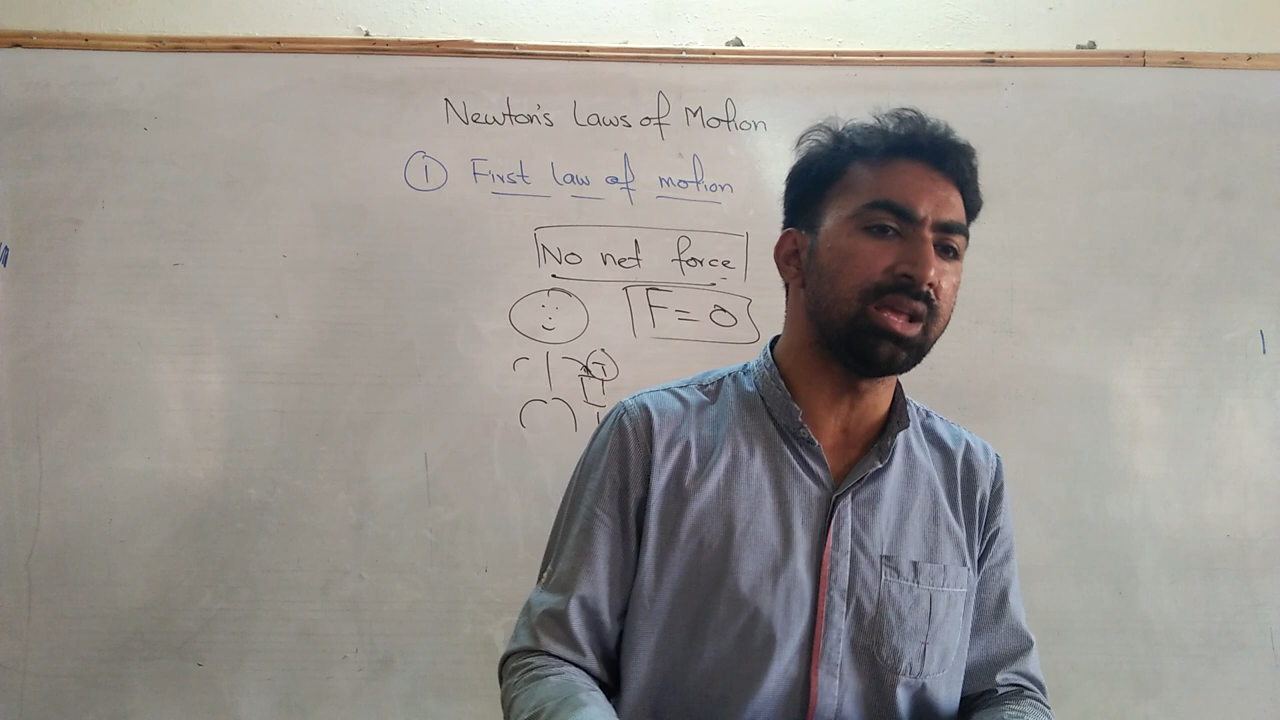 Newton's Laws of Motion
① First law of motion
No net force
F = 0